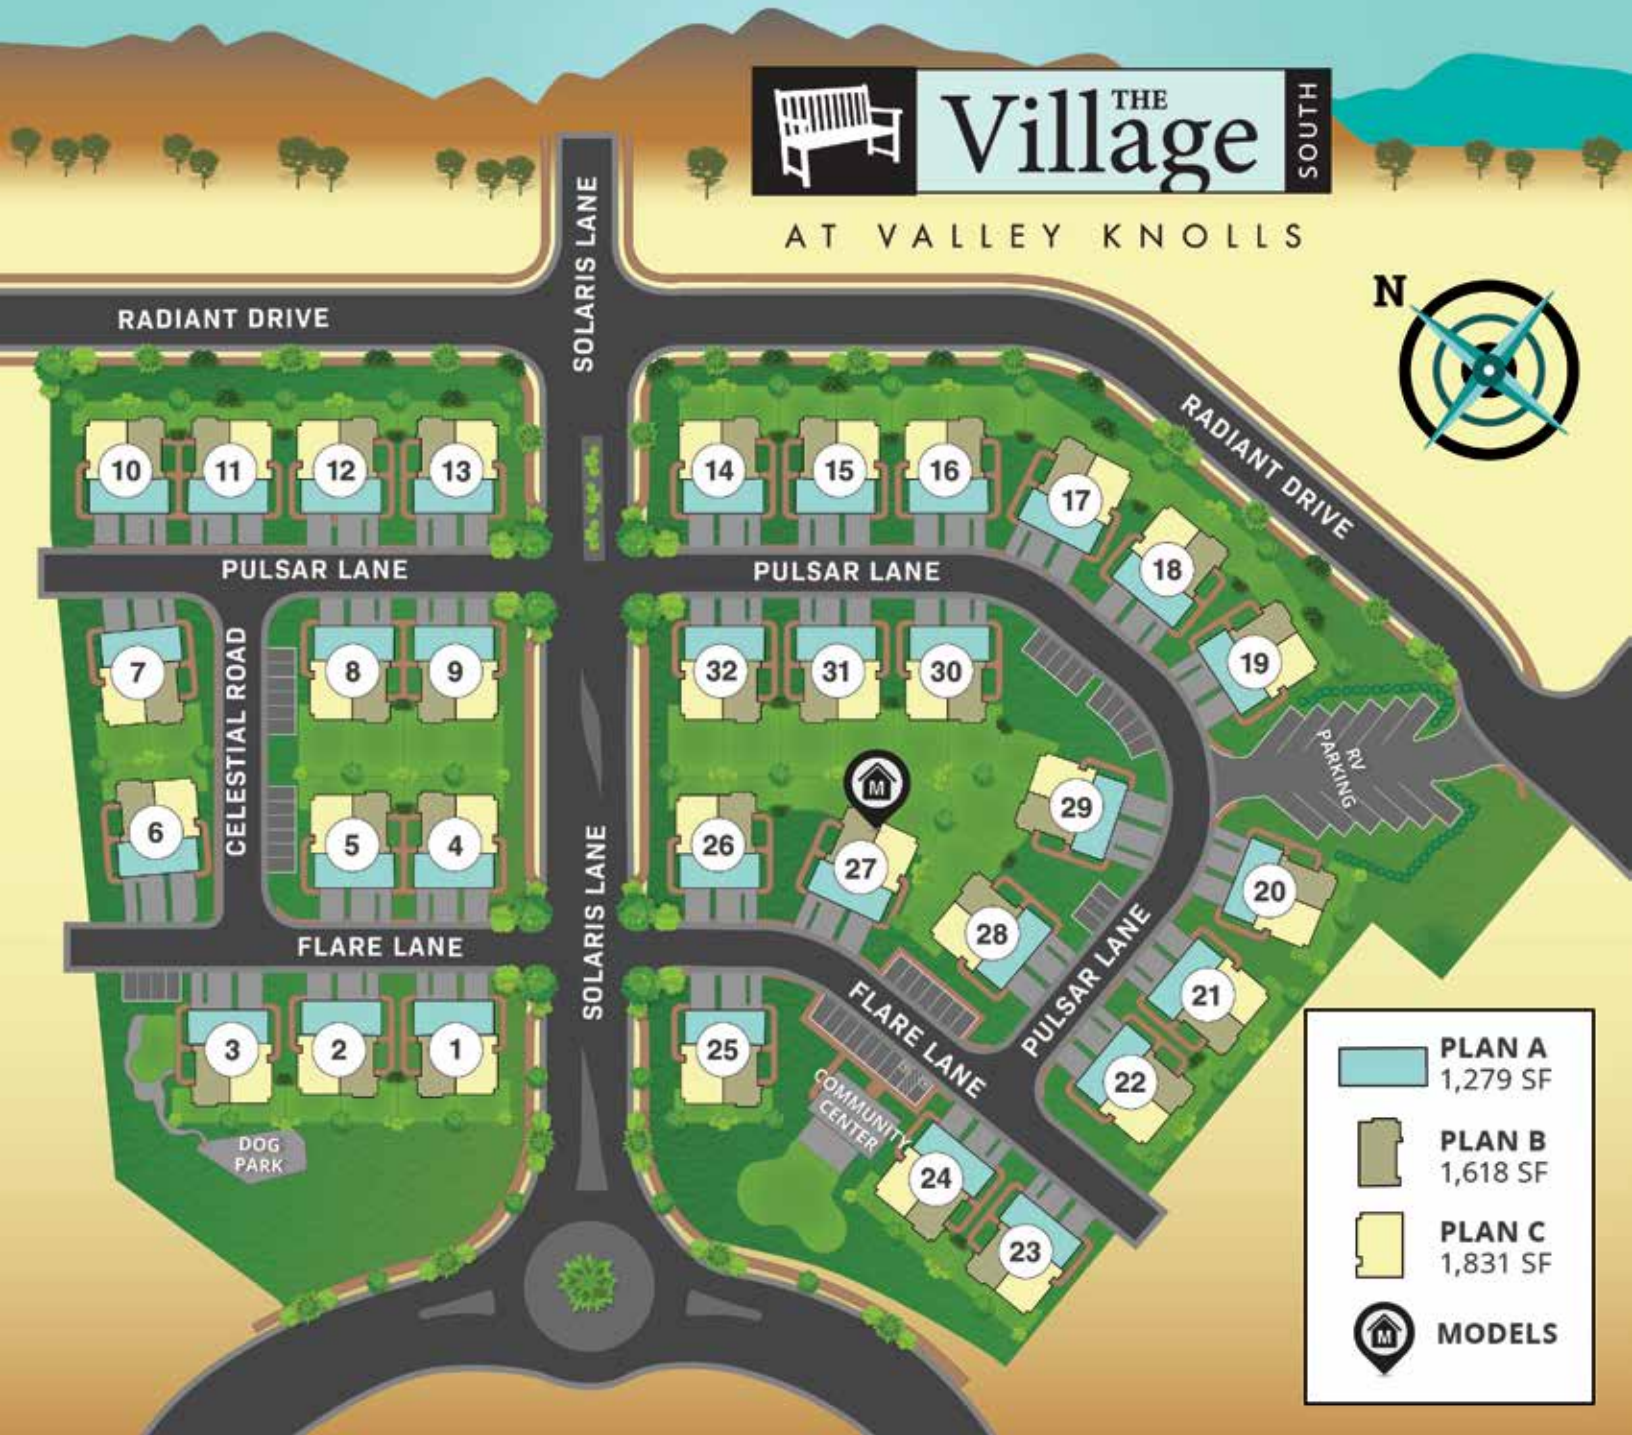 THE
Village
SOUTH
AT VALLEY KNOLLS
N
SOLARIS LANE
RADIANT DRIVE
RADIANT DRIVE
10
11
12
13
14
15
16
17
18
19
PULSAR LANE
PULSAR LANE
7
8
9
32
31
30
CELESTIAL ROAD
RV
PARKING
M
29
6
5
4
26
27
20
SOLARIS LANE
28
PULSAR LANE
21
FLARE LANE
FLARE LANE
3
2
1
25
22
COMMUNITY
CENTER
DOG
PARK
24
23
PLAN A
1,279 SF
PLAN B
1,618 SF
PLAN C
1,831 SF
M
MODELS